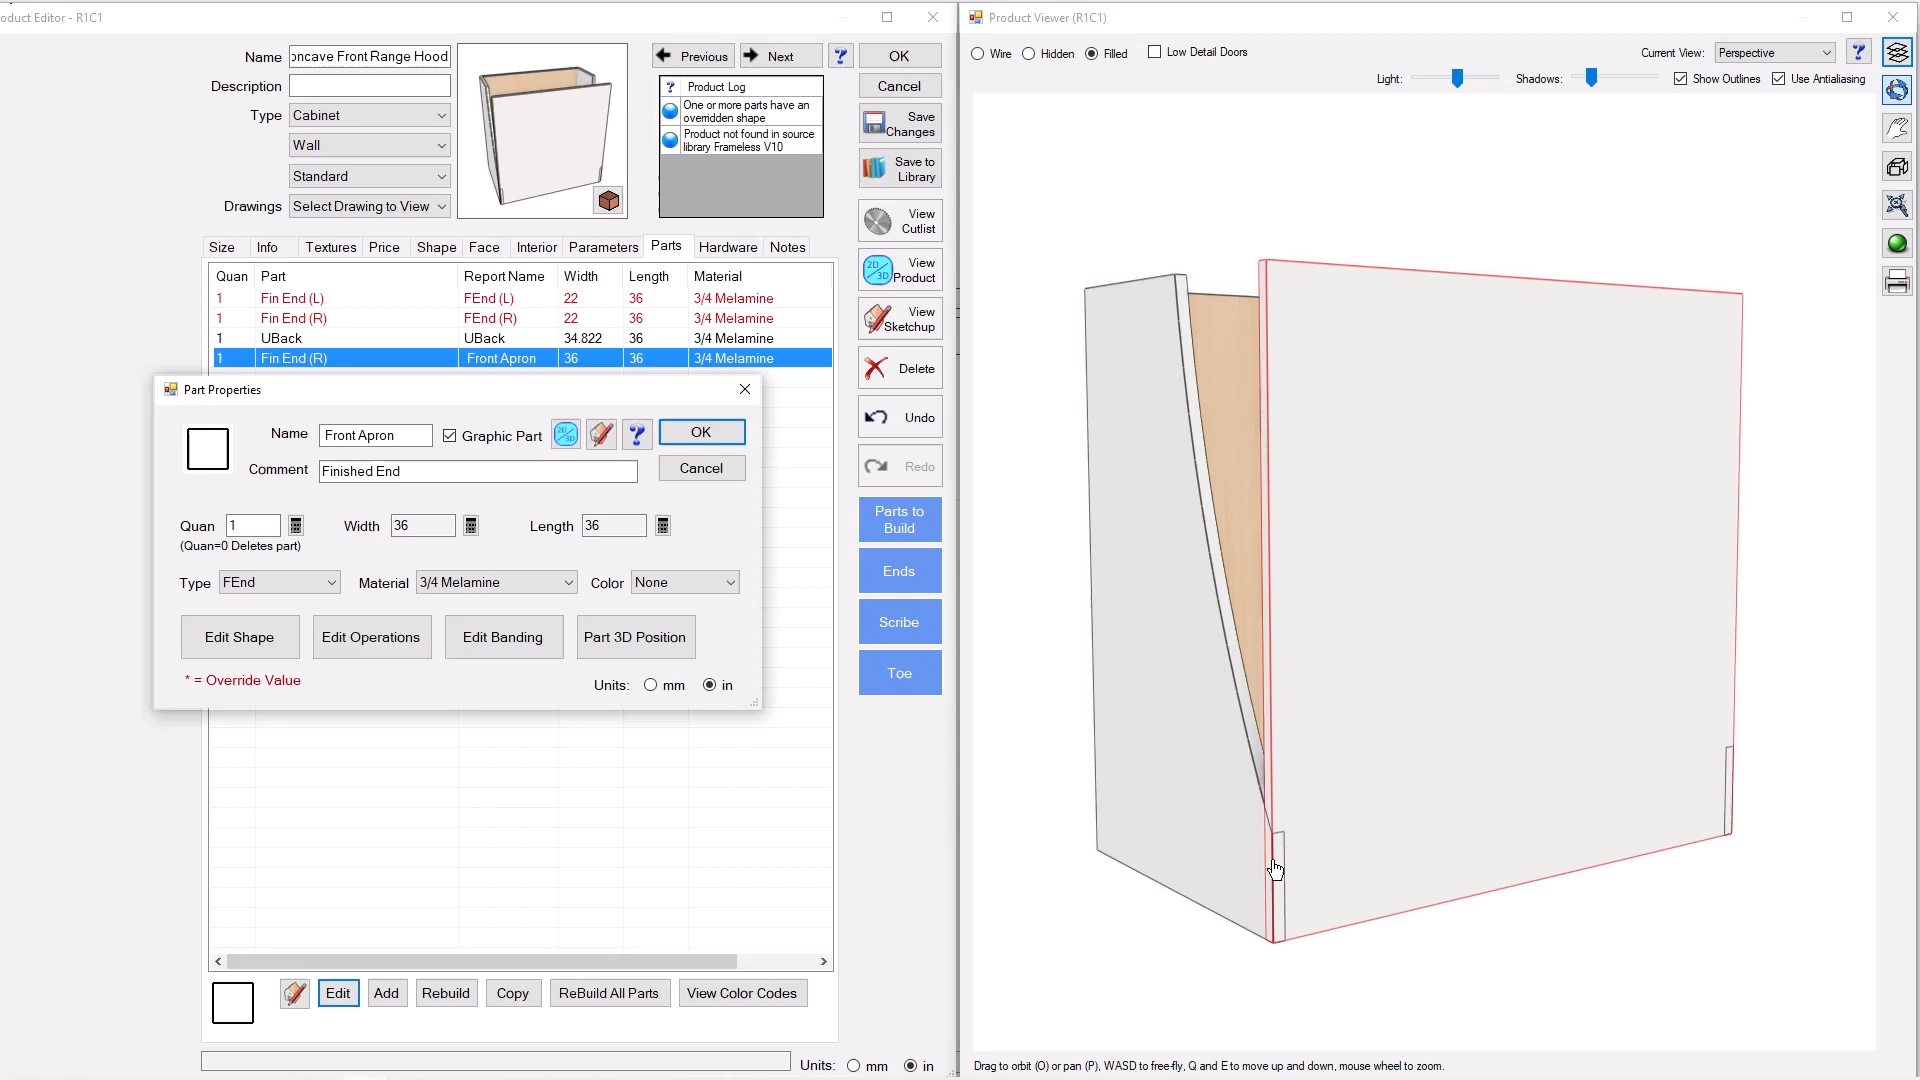 oduct Editor - R1C1
Name
oncave Front Range Hood
Description
Type
Cabinet
Wall
Standard
Drawings
Select Drawing to View
Previous
Next
?
? Product Log
One or more parts have an
overridden shape
Product not found in source
library Frameless V10
OK
Cancel
Save
Changes
Save to
Library
View
Cutlist
2D/3D
View
Product
View
Sketchup
Delete
Undo
Redo
Parts to
Build
Ends
Scribe
Toe
Size Info Textures Price Shape Face Interior Parameters Parts Hardware Notes
Quan Part Report Name Width Length Material
1 Fin End (L) FEnd (L) 22 36 3/4 Melamine
1 Fin End (R) FEnd (R) 22 36 3/4 Melamine
1 UBack UBack 34.822 36 3/4 Melamine
1 Fin End (R) Front Apron 36 36 3/4 Melamine
Part Properties
Name Front Apron Graphic Part 2D/3D ? OK
Comment Finished End Cancel
Quan 1 Width 36 Length 36
(Quan=0 Deletes part)
Type FEnd Material 3/4 Melamine Color None
Edit Shape Edit Operations Edit Banding Part 3D Position
* = Override Value
Units: mm in
Edit Add Rebuild Copy ReBuild All Parts View Color Codes
Units: mm in
Product Viewer (R1C1)
Wire Hidden Filled Low Detail Doors
Current View: Perspective ?
Light: Shadows: Show Outlines Use Antialiasing
Drag to orbit (O) or pan (P), WASD to free-fly, Q and E to move up and down, mouse wheel to zoom.